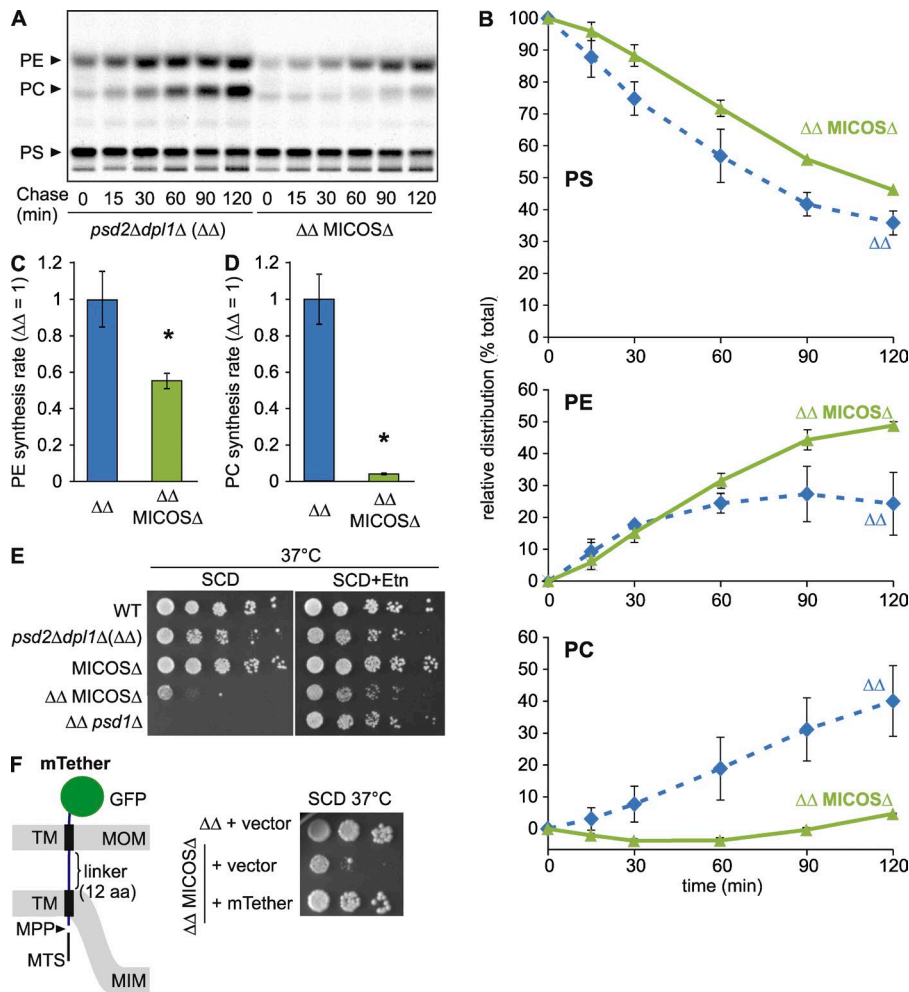 A
PE
PC
PS
Chase (min)
0 15 30 60 90 120 0 15 30 60 90 120
psd2Δdpl1Δ (ΔΔ)
ΔΔ MICOSΔ
B
100
90
80
70
60
50
40
30
20
10
0
PS
ΔΔ MICOSΔ
ΔΔ
0 30 60 90 120
relative distribution (% total)
60
50
40
30
20
10
0
PE
ΔΔ MICOSΔ
ΔΔ
0 30 60 90 120
50
40
30
20
10
0
PC
ΔΔ
ΔΔ MICOSΔ
0 30 60 90 120
time (min)
C
PE synthesis rate (ΔΔ = 1)
1.2
1
0.8
0.6
0.4
0.2
0
*
ΔΔ
ΔΔ
MICOSΔ
D
PC synthesis rate (ΔΔ = 1)
1.2
1
0.8
0.6
0.4
0.2
0
*
ΔΔ
ΔΔ
MICOSΔ
E
37°C
SCD SCD+Etn
WT
psd2Δdpl1Δ(ΔΔ)
MICOSΔ
ΔΔ MICOSΔ
ΔΔ psd1Δ
F
mTether
GFP
TM MOM
linker
(12 aa)
TM
MPP
MTS
MIM
SCD 37°C
ΔΔ + vector
ΔΔ MICOSΔ
+ vector
+ mTether